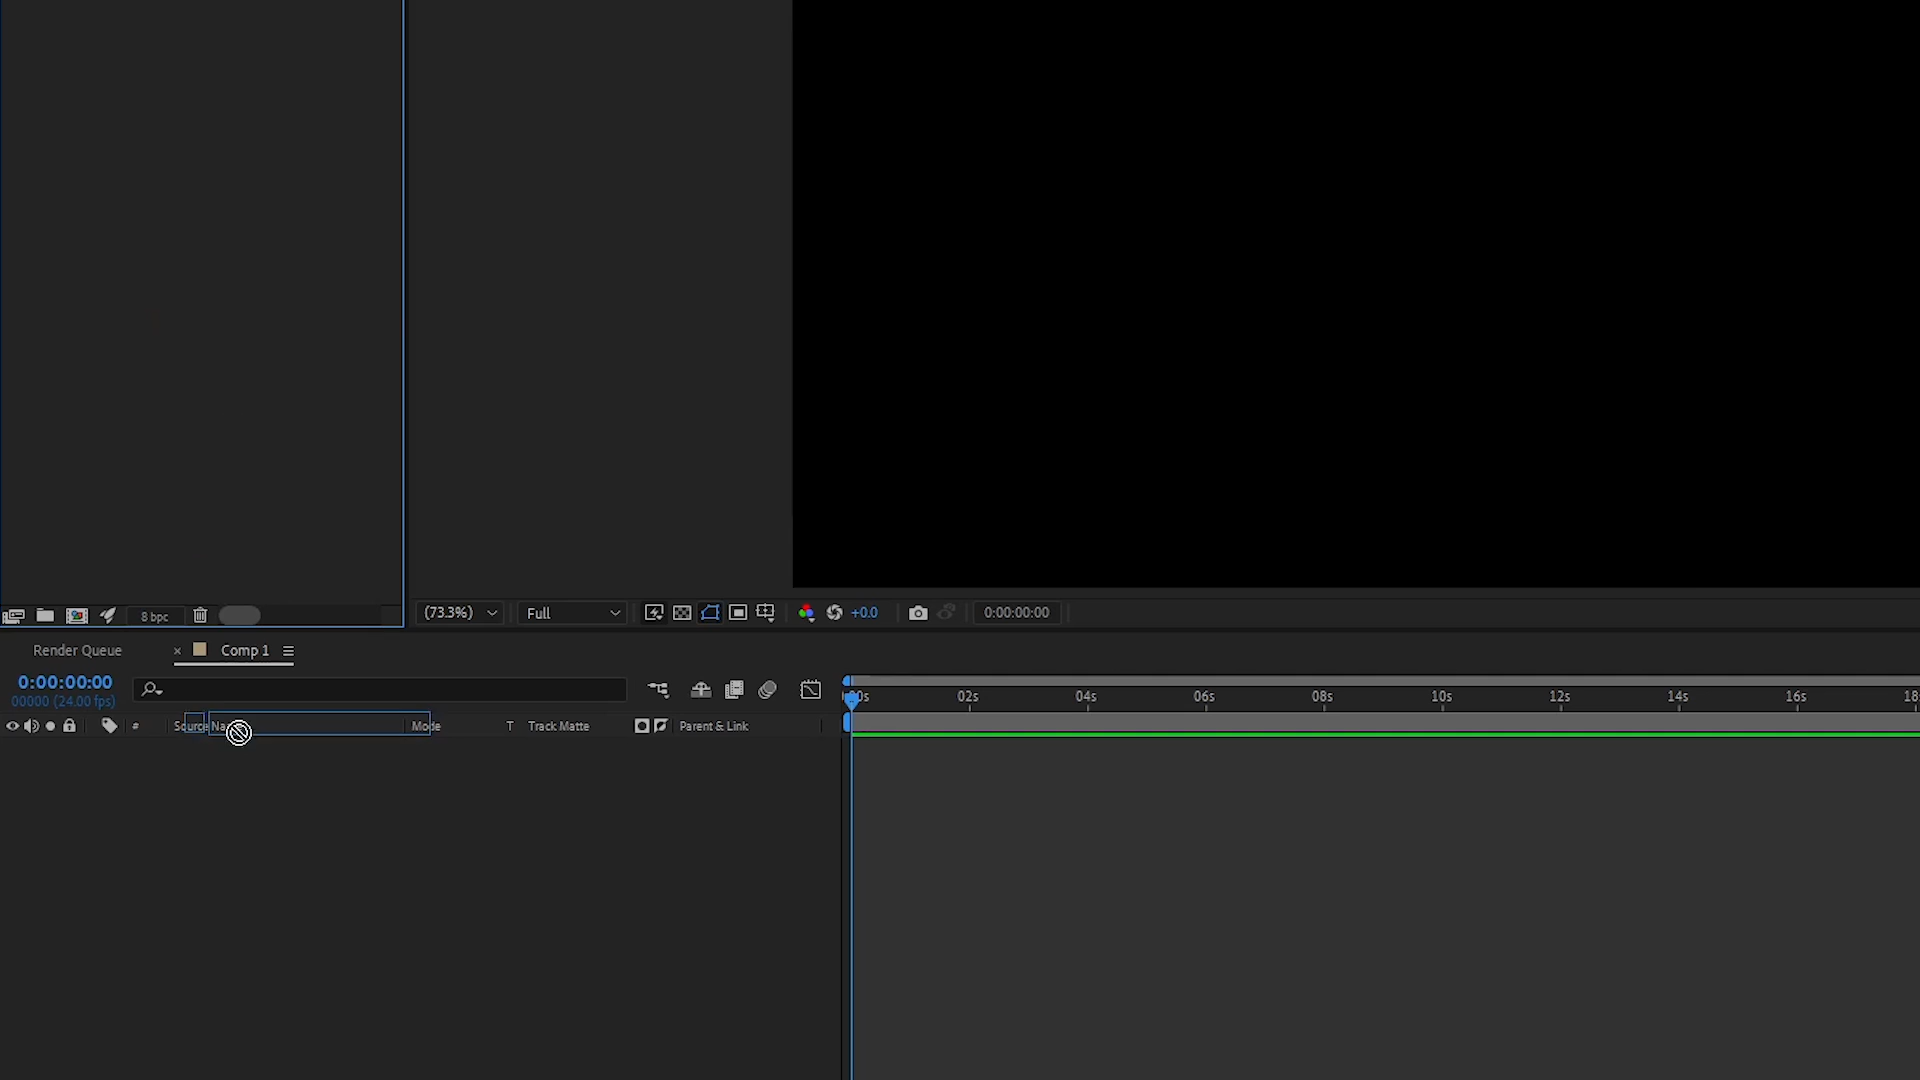 8 bpc
(73.3%) Full +0.0 0:00:00:00
Render Queue × Comp 1
0:00:00:00
00000 (24.00 fps)
00s 02s 04s 06s 08s 10s 12s 14s 16s 18s
# Source Mode T Track Matte Parent & Link